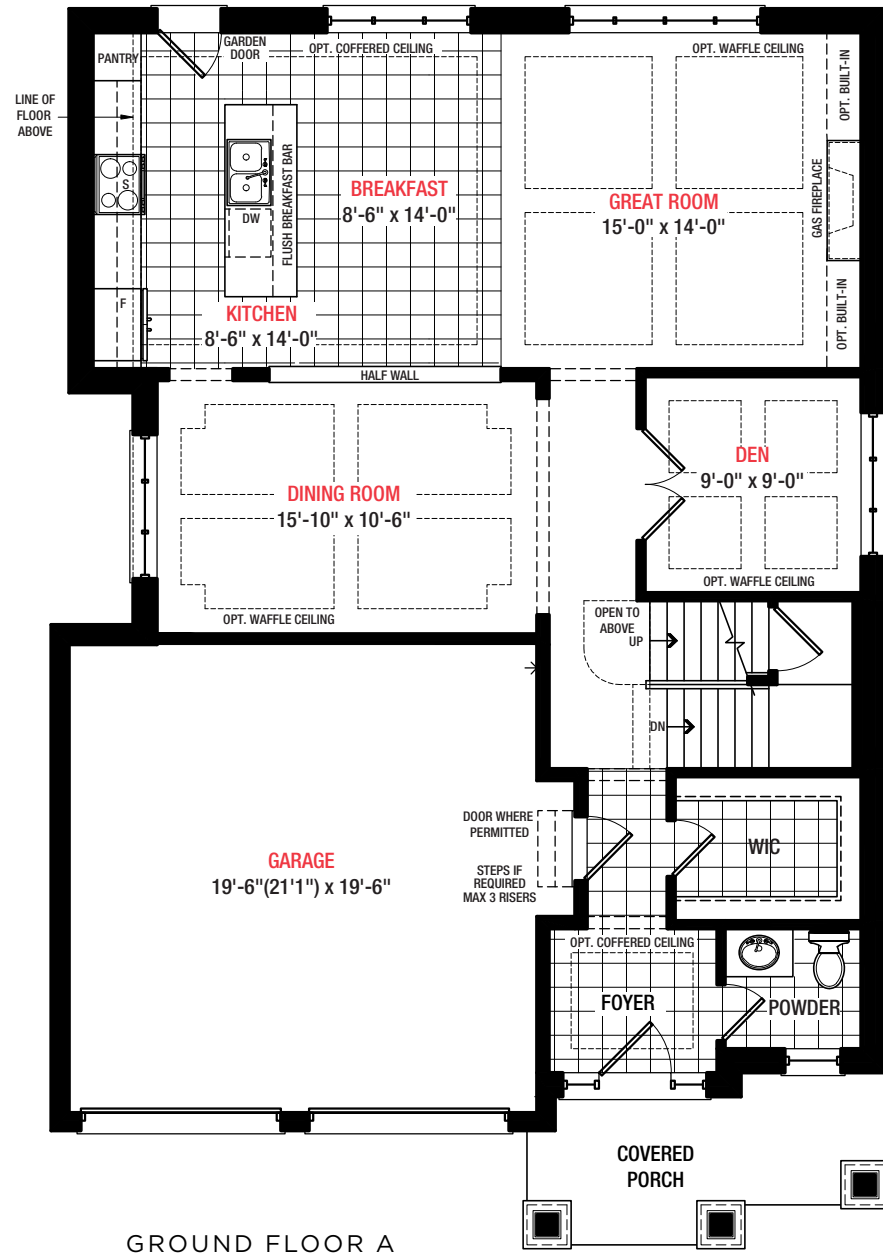 PANTRY
GARDEN
DOOR
OPT. COFFERED CEILING
OPT. WAFFLE CEILING
OPT. BUILT-IN
LINE OF
FLOOR
ABOVE
S
DW
FLUSH BREAKFAST BAR
BREAKFAST
8'-6" x 14'-0"
GREAT ROOM
15'-0" x 14'-0"
GAS FIREPLACE
F
KITCHEN
8'-6" x 14'-0"
OPT. BUILT-IN
HALF WALL
DINING ROOM
15'-10" x 10'-6"
OPT. WAFFLE CEILING
DEN
9'-0" x 9'-0"
OPT. WAFFLE CEILING
OPEN TO
ABOVE
UP
DN
DOOR WHERE
PERMITTED
STEPS IF
REQUIRED
MAX 3 RISERS
WIC
GARAGE
19'-6"(21'1") x 19'-6"
OPT. COFFERED CEILING
FOYER
POWDER
COVERED
PORCH
GROUND FLOOR A